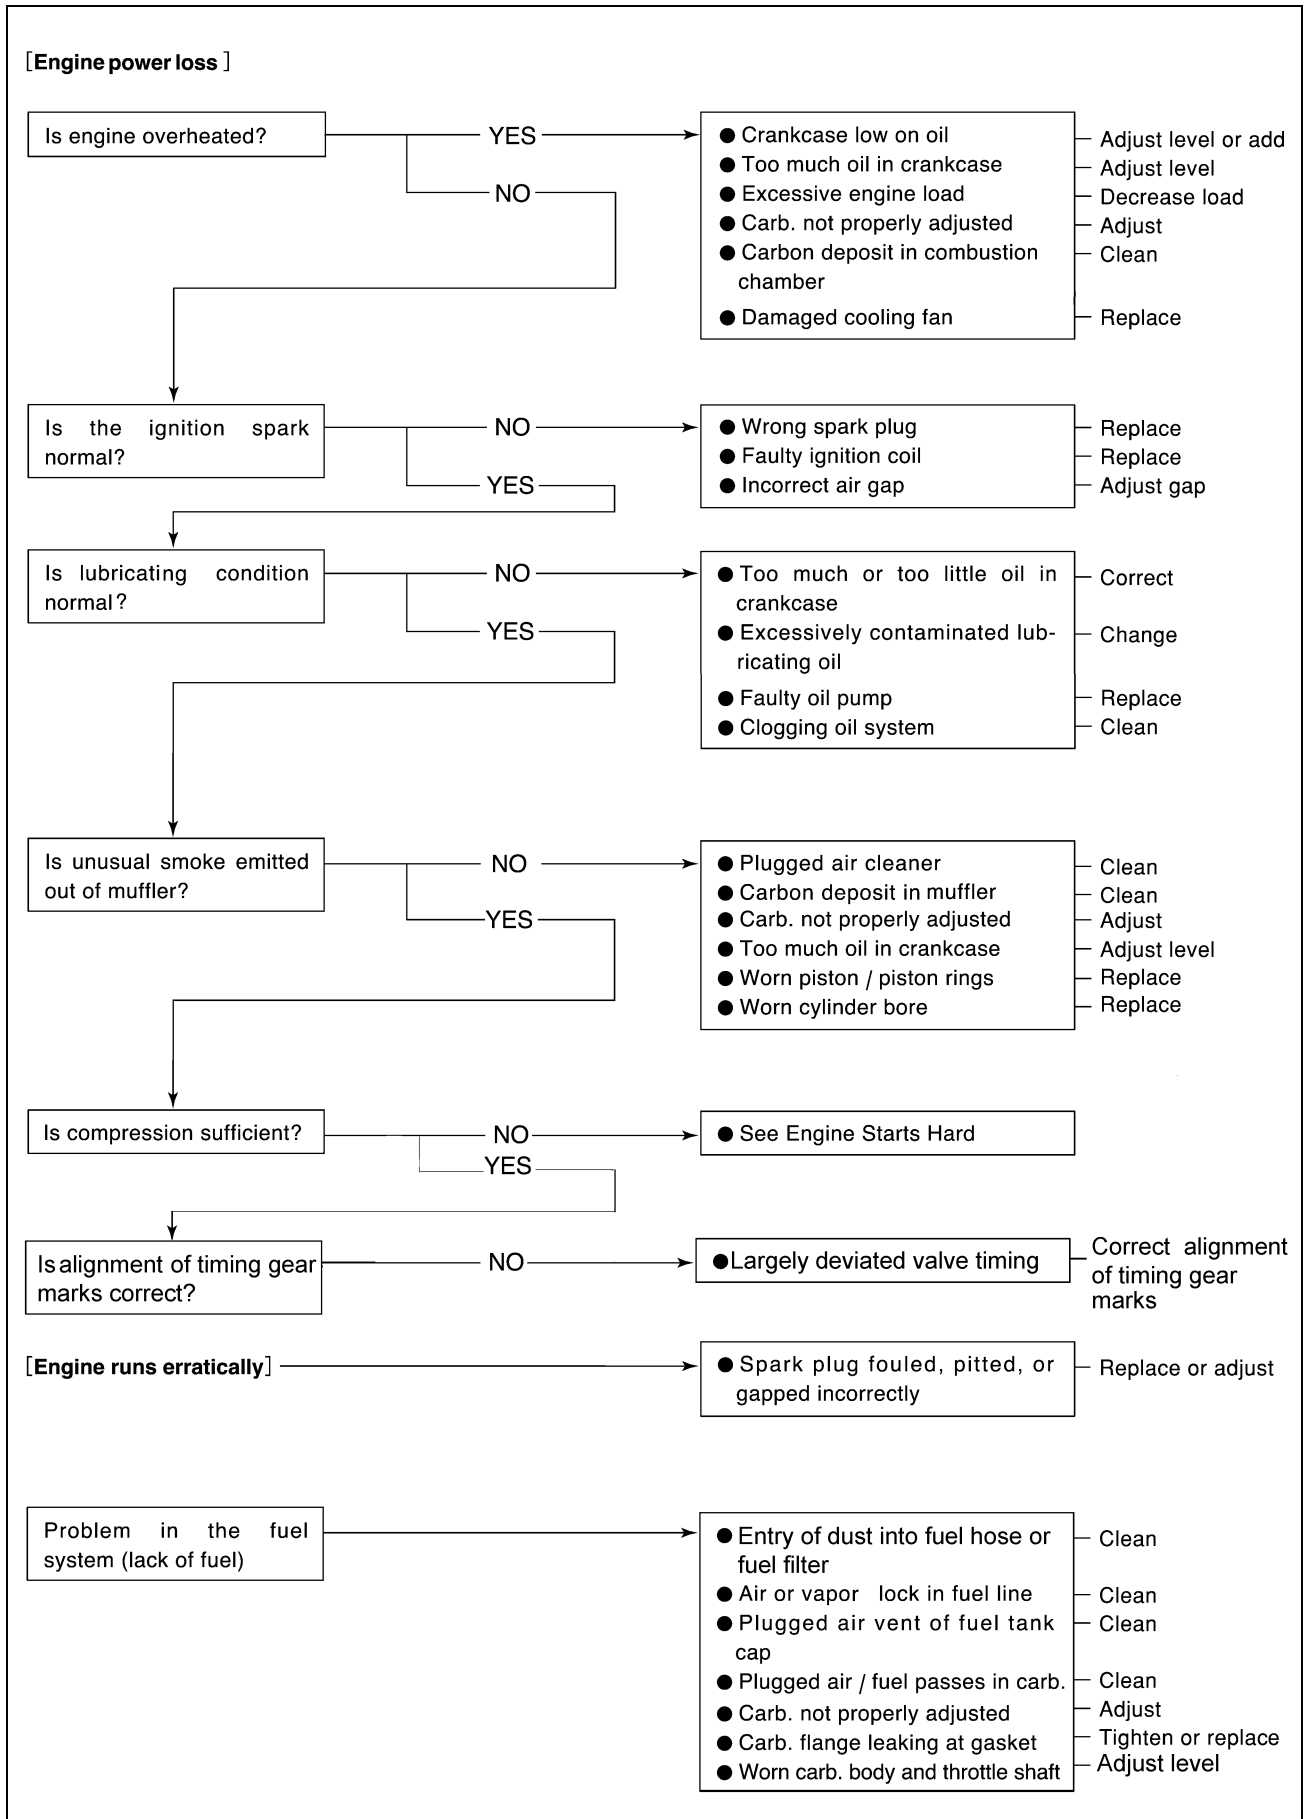 [Engine power loss ]
Is engine overheated?
YES
NO
● Crankcase low on oil
● Too much oil in crankcase
● Excessive engine load
● Carb. not properly adjusted
● Carbon deposit in combustion
chamber
● Damaged cooling fan
Adjust level or add
Adjust level
Decrease load
Adjust
Clean
Replace
Is the ignition spark
normal?
NO
YES
● Wrong spark plug
● Faulty ignition coil
● Incorrect air gap
Replace
Replace
Adjust gap
Is lubricating condition
normal?
NO
YES
● Too much or too little oil in
crankcase
● Excessively contaminated lub-
ricating oil
● Faulty oil pump
● Clogging oil system
Correct
Change
Replace
Clean
Is unusual smoke emitted
out of muffler?
NO
YES
● Plugged air cleaner
● Carbon deposit in muffler
● Carb. not properly adjusted
● Too much oil in crankcase
● Worn piston / piston rings
● Worn cylinder bore
Clean
Clean
Adjust
Adjust level
Replace
Replace
Is compression sufficient?
NO
YES
● See Engine Starts Hard
Is alignment of timing gear
marks correct?
NO
●Largely deviated valve timing
Correct alignment
of timing gear
marks
[Engine runs erratically]
● Spark plug fouled, pitted, or
gapped incorrectly
Replace or adjust
Problem in the fuel
system (lack of fuel)
● Entry of dust into fuel hose or
fuel filter
● Air or vapor lock in fuel line
● Plugged air vent of fuel tank
cap
● Plugged air / fuel passes in carb.
● Carb. not properly adjusted
● Carb. flange leaking at gasket
● Worn carb. body and throttle shaft
Clean
Clean
Clean
Clean
Adjust
Tighten or replace
Adjust level